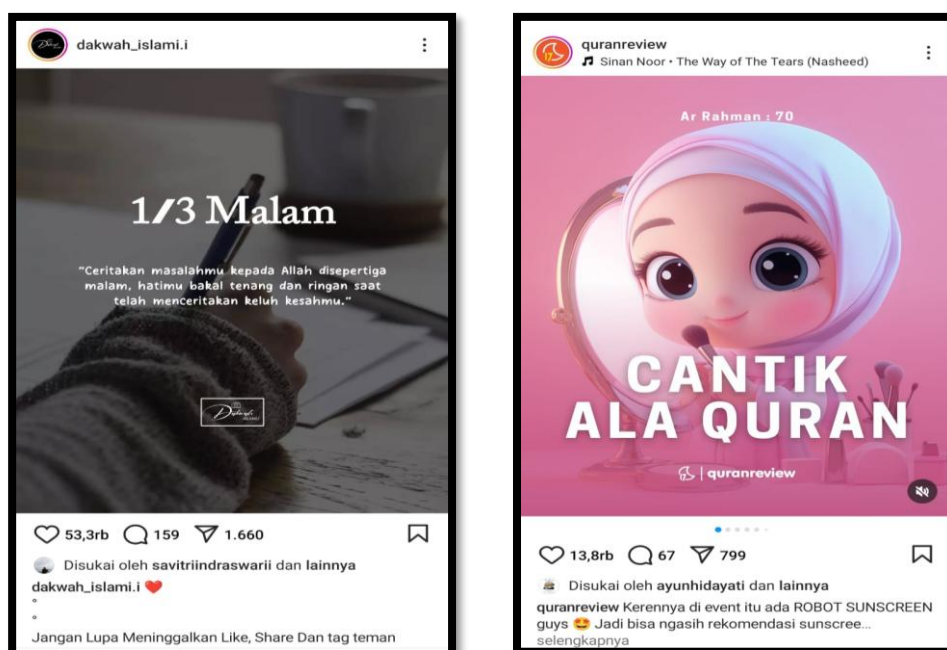 dakwah_islami.i
1/3 Malam
"Ceritakan masalahmu kepada Allah disepertiga
malam, hatimu bakal tenang dan ringan saat
telah menceritakan keluh kesahmu."
53,3rb 159 1.660
Disukai oleh savitriindraswarii dan lainnya
dakwah_islami.i ❤️
Jangan Lupa Meninggalkan Like, Share Dan tag teman
quranreview
Sinan Noor • The Way of The Tears (Nasheed)
Ar Rahman : 70
CANTIK
ALA QURAN
| quranreview
13,8rb 67 799
Disukai oleh ayunhidayati dan lainnya
quranreview Kerennya di event itu ada ROBOT SUNSCREEN
guys 🤩 Jadi bisa ngasih rekomendasi sunscree...
selengkapnya